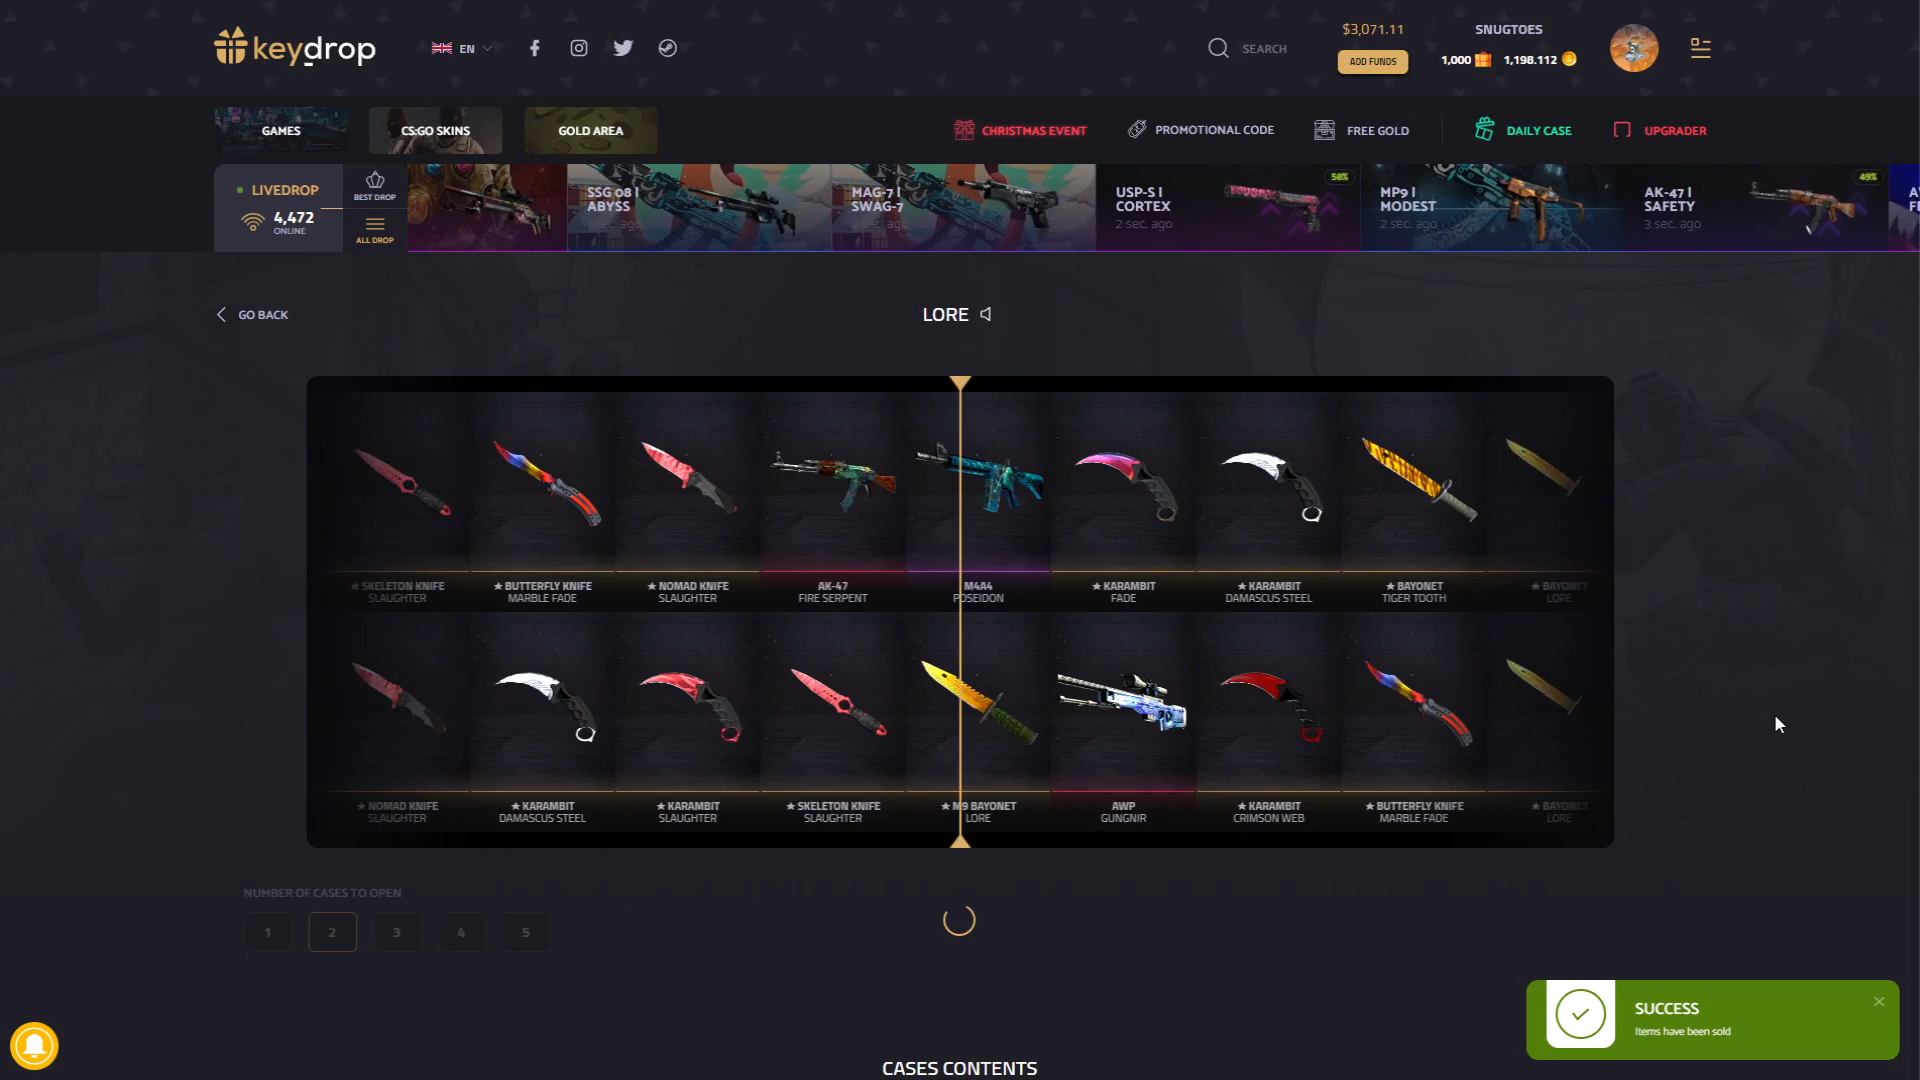 keydrop
EN
SEARCH
$3,071.11
ADD FUNDS
SNUGTOES
1,000
1,198.112
GAMES
CS:GO SKINS
GOLD AREA
CHRISTMAS EVENT
PROMOTIONAL CODE
FREE GOLD
DAILY CASE
UPGRADER
LIVEDROP
4,472
ONLINE
BEST DROP
ALL DROP
SSG 08 |
ABYSS
MAG-7 |
SWAG-7
2 sec. ago
USP-S |
CORTEX
2 sec. ago
50%
MP9 |
MODEST
2 sec. ago
AK-47 |
SAFETY
3 sec. ago
49%
GO BACK
LORE
★ SKELETON KNIFE
SLAUGHTER
★ BUTTERFLY KNIFE
MARBLE FADE
★ NOMAD KNIFE
SLAUGHTER
AK-47
FIRE SERPENT
M4A4
POSEIDON
★ KARAMBIT
FADE
★ KARAMBIT
DAMASCUS STEEL
★ BAYONET
TIGER TOOTH
★ BAYONET
LORE
★ NOMAD KNIFE
SLAUGHTER
★ KARAMBIT
DAMASCUS STEEL
★ KARAMBIT
SLAUGHTER
★ SKELETON KNIFE
SLAUGHTER
★ M9 BAYONET
LORE
AWP
GUNGNIR
★ KARAMBIT
CRIMSON WEB
★ BUTTERFLY KNIFE
MARBLE FADE
★ BAYONET
LORE
NUMBER OF CASES TO OPEN
1 2 3 4 5
SUCCESS
Items have been sold
CASES CONTENTS